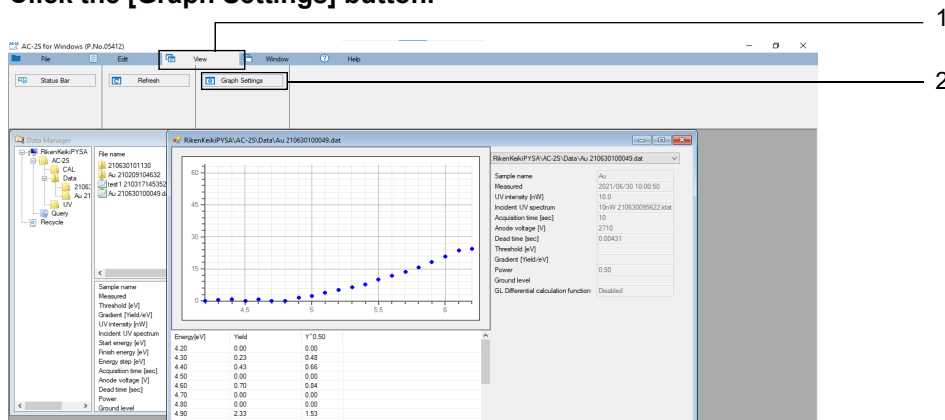 Click the [Graph Settings] button.
1
AC-2S for Windows (P.No.05412)
File Edit View Window Help
Status Bar Refresh Graph Settings
2
Data Manager
RikenKeikiPYSA\AC-2S\Data\Au 210630100049.dat
RikenKeikiPYSA
AC-2S
CAL
Data
2106:
Au 21
UV
Query
Recycle
File name
210630101130
Au 210209104632
test1 210317145352
Au 210630100049.d
60
45
30
15
0
4.5 5 5.5 6
RikenKeikiPYSA\AC-2S\Data\Au 210630100049.dat
Sample name Au
Measured 2021/06/30 10:00:50
UV intensity [nW] 10.0
Incident UV spectrum 10nW 210630095622.ldat
Acquisition time [sec] 10
Anode voltage [V] 2710
Dead time [sec] 0.00431
Threshold [eV]
Gradient [Yield/eV]
Power 0.50
Ground level
GL Differential calculation function Disabled
Sample name
Measured
Threshold [eV]
Gradient [Yield/eV]
UV intensity [nW]
Incident UV spectrum
Start energy [eV]
Finish energy [eV]
Energy step [eV]
Acquisition time [sec]
Anode voltage [V]
Dead time [sec]
Power
Ground level
Energy[eV] Yield Y^0.50
4.20 0.00 0.00
4.30 0.23 0.48
4.40 0.43 0.66
4.50 0.00 0.00
4.60 0.70 0.84
4.70 0.00 0.00
4.80 0.00 0.00
4.90 2.33 1.53